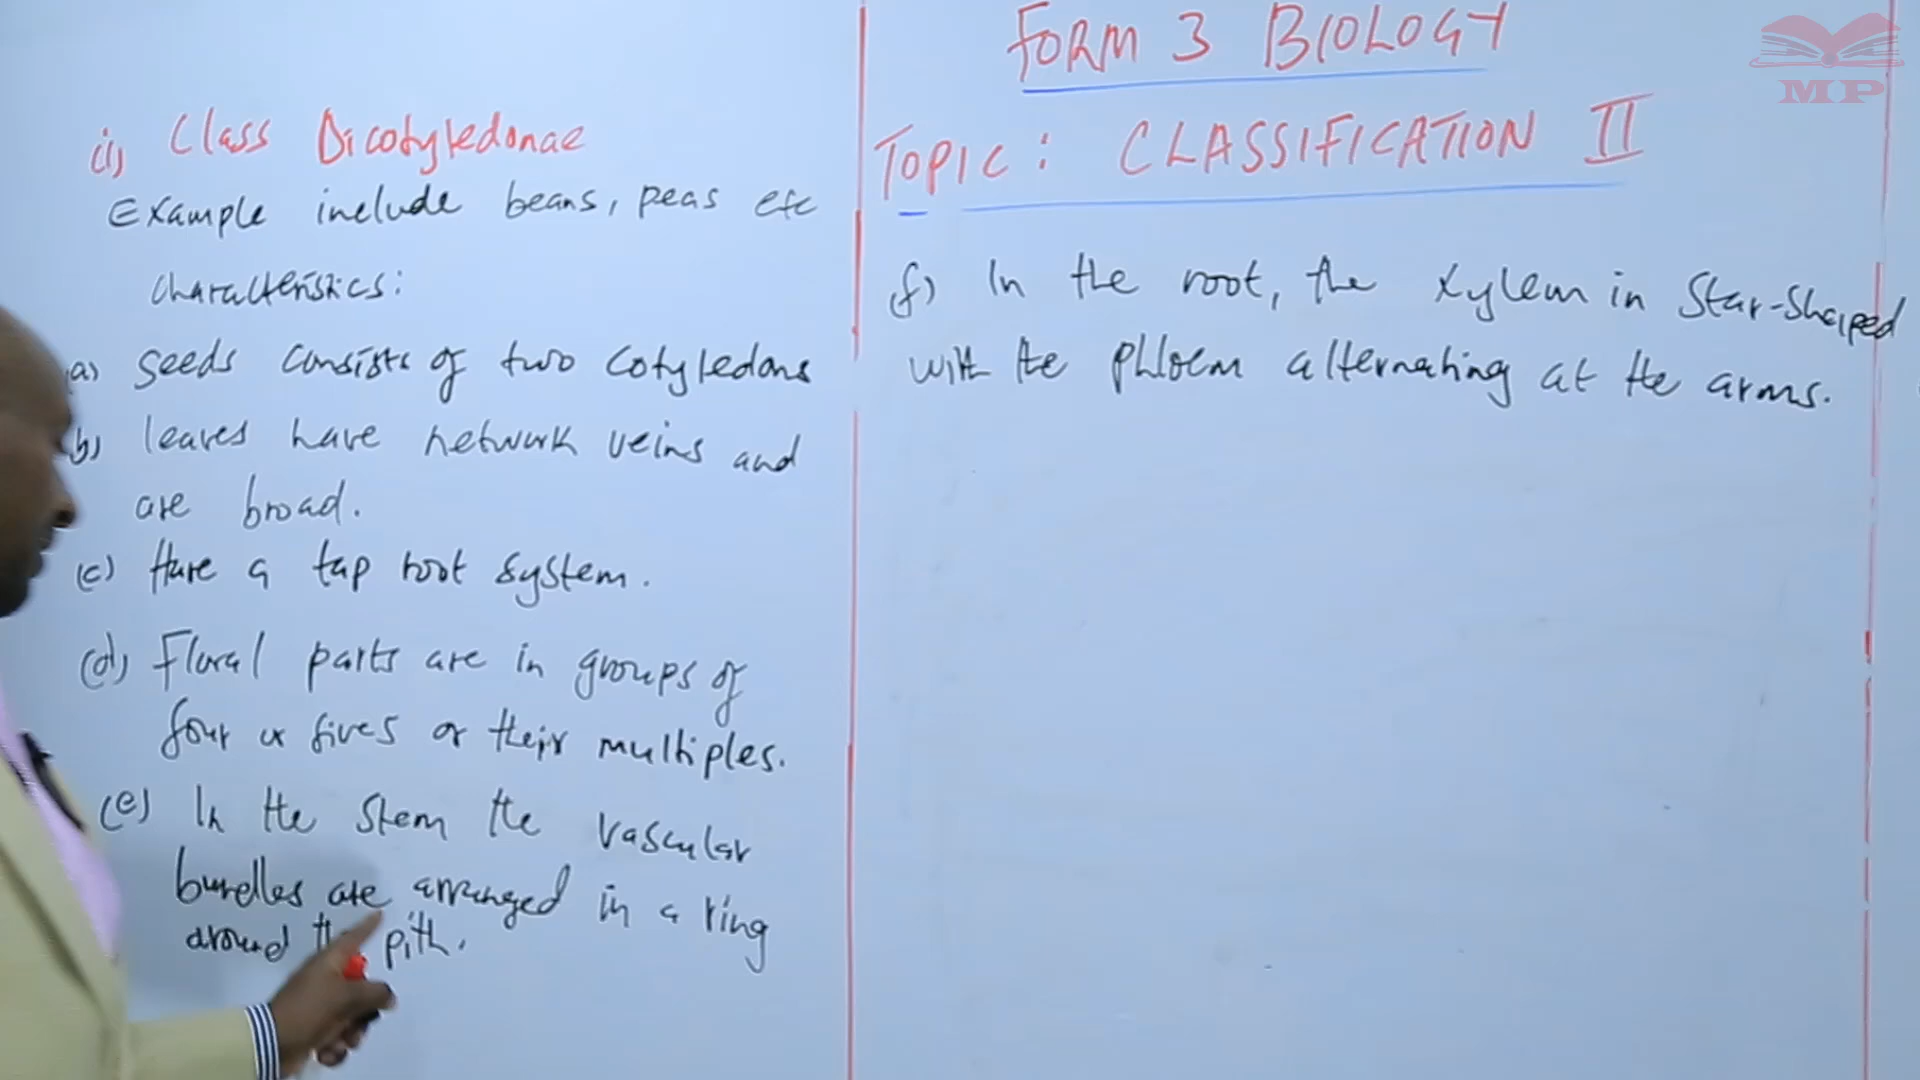 (ii) Class Dicotyledonae
Example include beans, peas etc
characteristics:
(a) Seeds consists of two cotyledons
(b) leaves have network veins and
are broad.
(c) Have a tap root system.
(d) Floral parts are in groups of
four or fives or their multiples.
(e) In the stem the vascular
bundles are arranged in a ring
around the pith.
FORM 3 BIOLOGY
TOPIC: CLASSIFICATION II
f) In the root, the xylem in Star-Shaped
with the phloem alternating at the arms.
MP